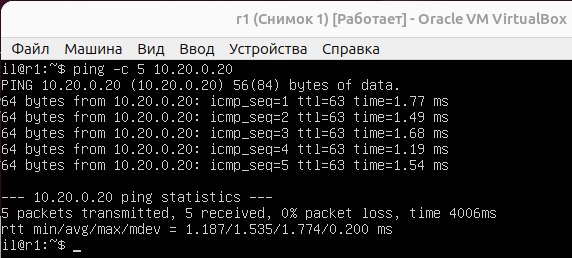 r1 (Снимок 1) [Работает] - Oracle VM VirtualBox
Файл Машина Вид Ввод Устройства Справка
il@r1:~$ ping -c 5 10.20.0.20
PING 10.20.0.20 (10.20.0.20) 56(84) bytes of data.
64 bytes from 10.20.0.20: icmp_seq=1 ttl=63 time=1.77 ms
64 bytes from 10.20.0.20: icmp_seq=2 ttl=63 time=1.49 ms
64 bytes from 10.20.0.20: icmp_seq=3 ttl=63 time=1.68 ms
64 bytes from 10.20.0.20: icmp_seq=4 ttl=63 time=1.19 ms
64 bytes from 10.20.0.20: icmp_seq=5 ttl=63 time=1.54 ms
--- 10.20.0.20 ping statistics ---
5 packets transmitted, 5 received, 0% packet loss, time 4006ms
rtt min/avg/max/mdev = 1.187/1.535/1.774/0.200 ms
il@r1:~$ _